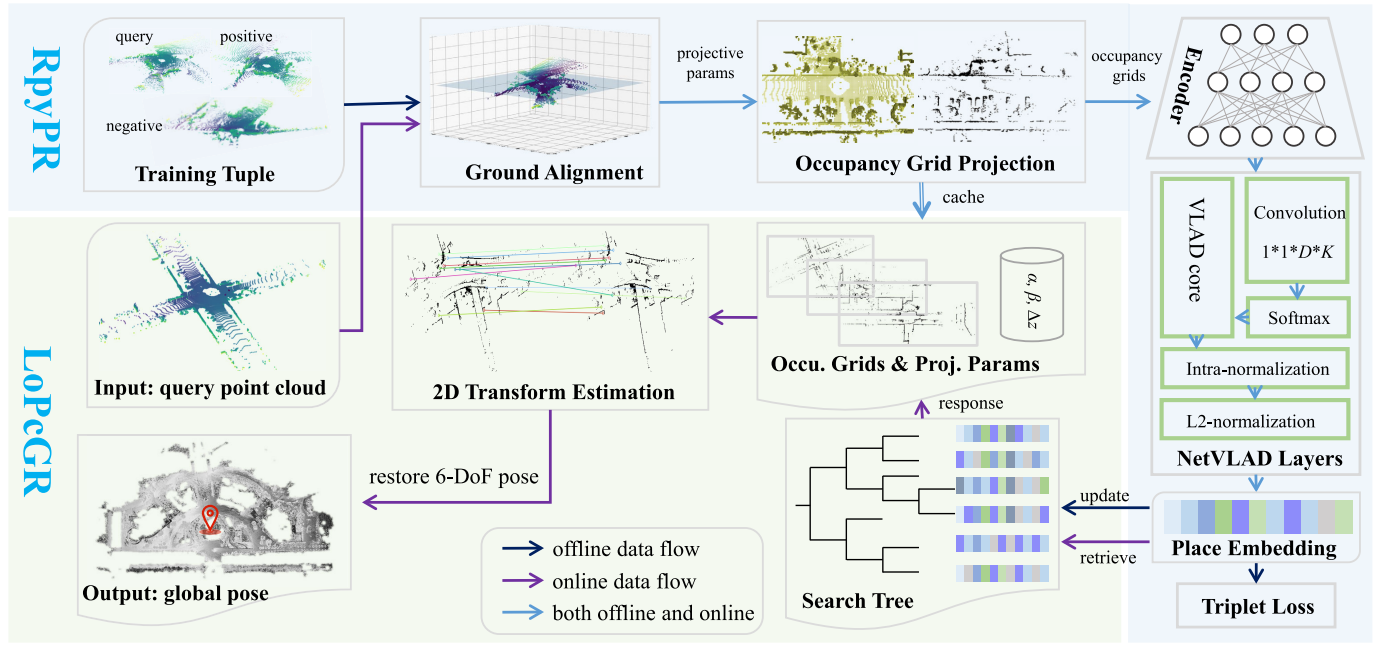 RpyPR
query
positive
negative
Training Tuple
Ground Alignment
projective
params
Occupancy Grid Projection
occupancy
grids
Encoder
cache
VLAD core
Convolution
1*1*D*K
Softmax
Intra-normalization
L2-normalization
NetVLAD Layers
Place Embedding
Triplet Loss
LoPcGR
Input: query point cloud
2D Transform Estimation
α, β, Δz
Occu. Grids & Proj. Params
response
update
retrieve
Search Tree
restore 6-DoF pose
Output: global pose
offline data flow
online data flow
both offline and online